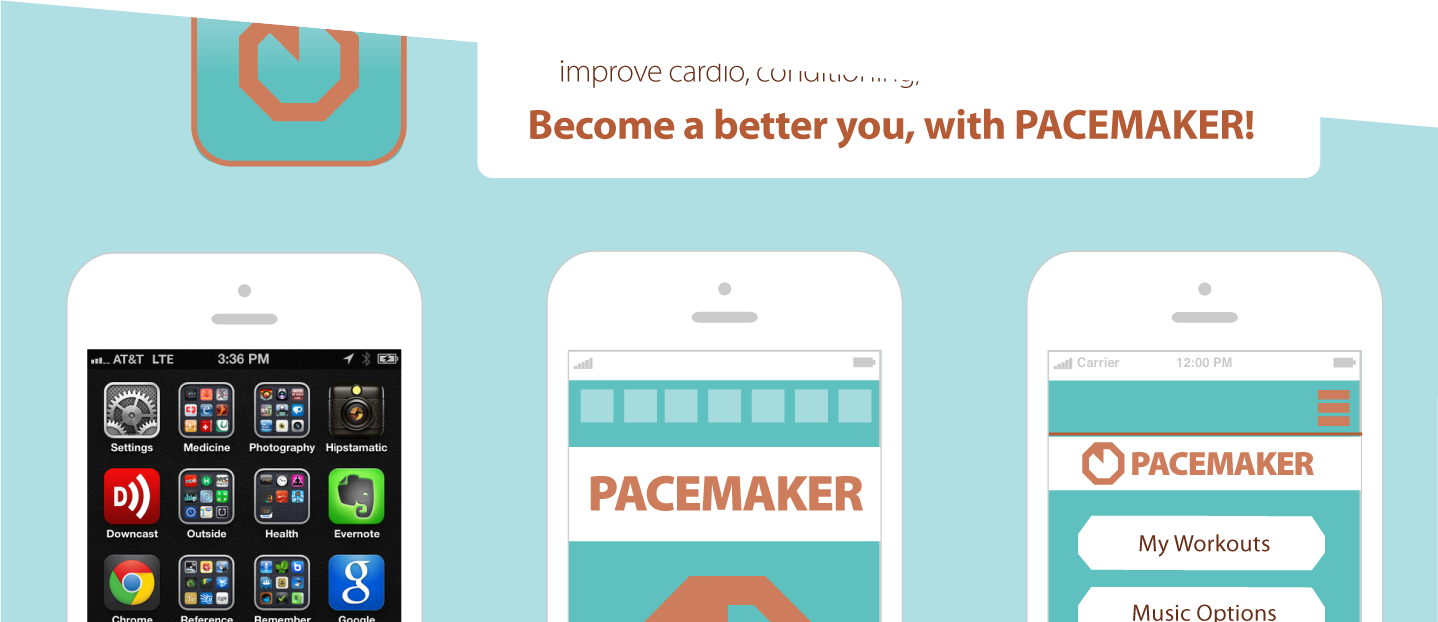 improve cardio, conditioning,
Become a better you, with PACEMAKER!
AT&T LTE 3:36 PM
Settings Medicine Photography Hipstamatic
Downcast Outside Health Evernote
Chrome Reference Remember Google
PACEMAKER
Carrier 12:00 PM
PACEMAKER
My Workouts
Music Options